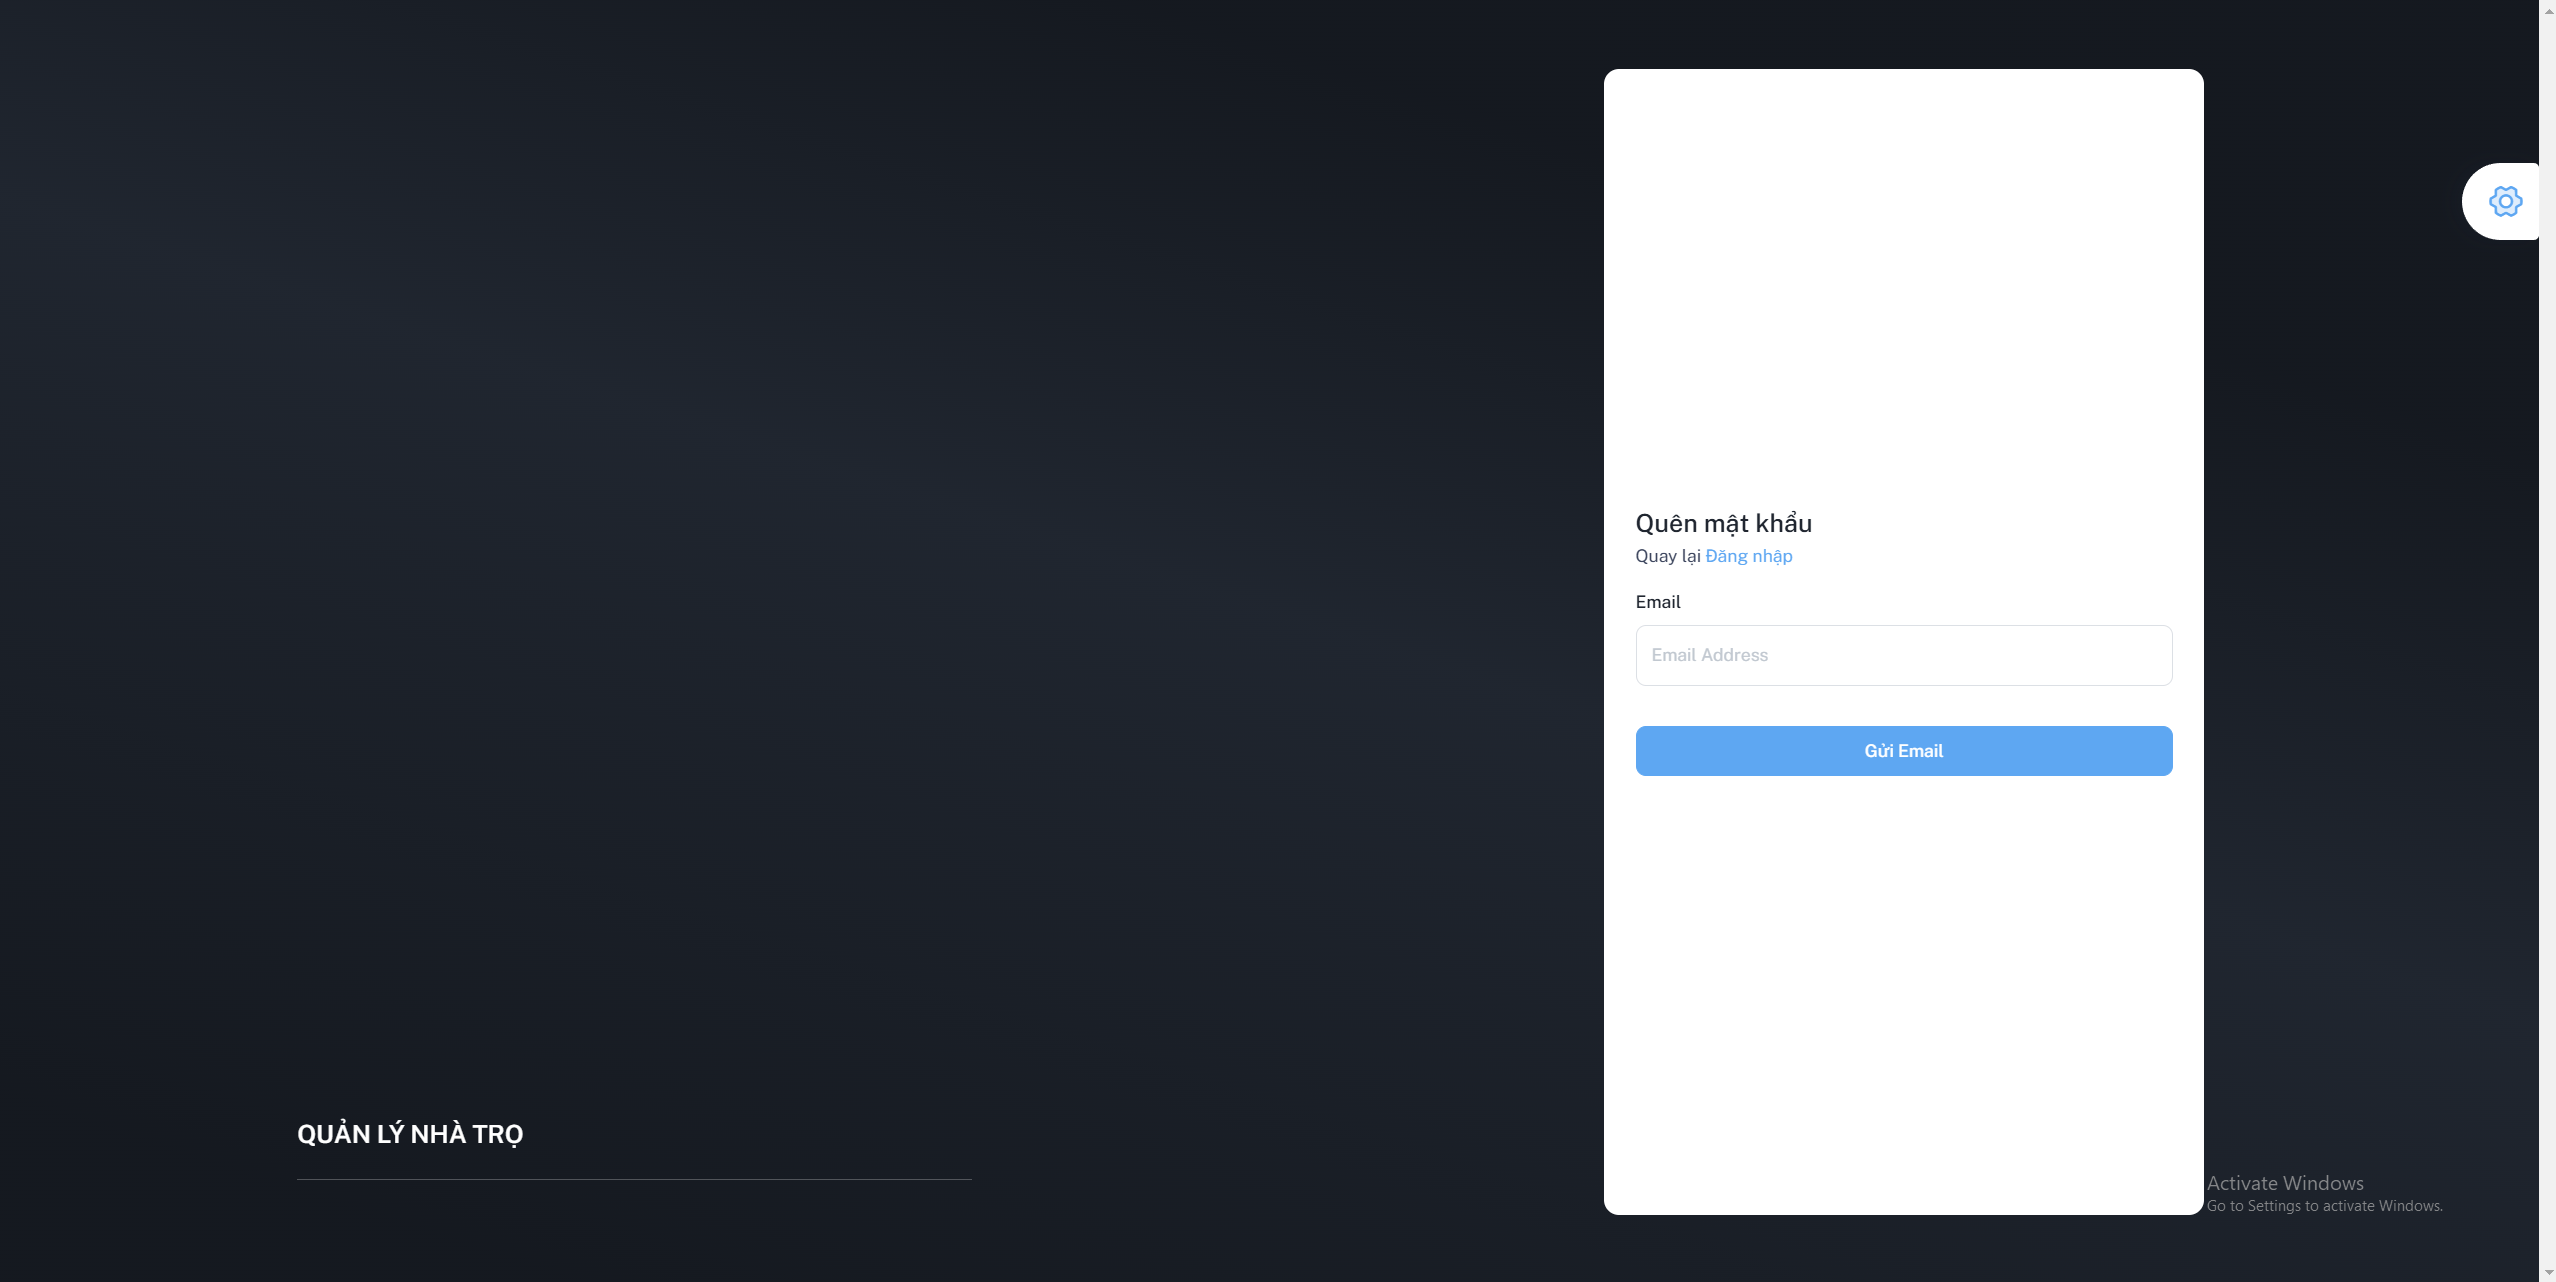 Quên mật khẩu
Quay lại Đăng nhập
Email
Email Address
Gửi Email
QUẢN LÝ NHÀ TRỌ
Activate Windows
Go to Settings to activate Windows.